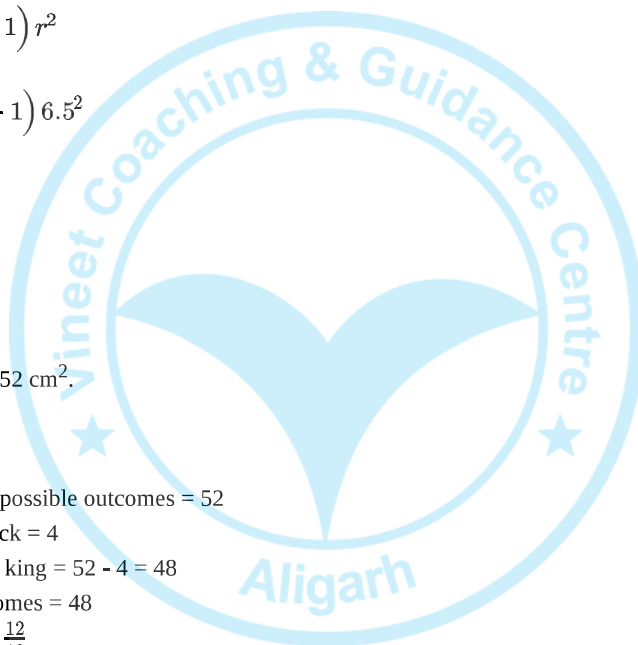 1) r²
- 1) 6.5²
Vineet Coaching & Guidance Centre
52 cm².
possible outcomes = 52
ck = 4
king = 52 - 4 = 48
omes = 48
12
Aligarh